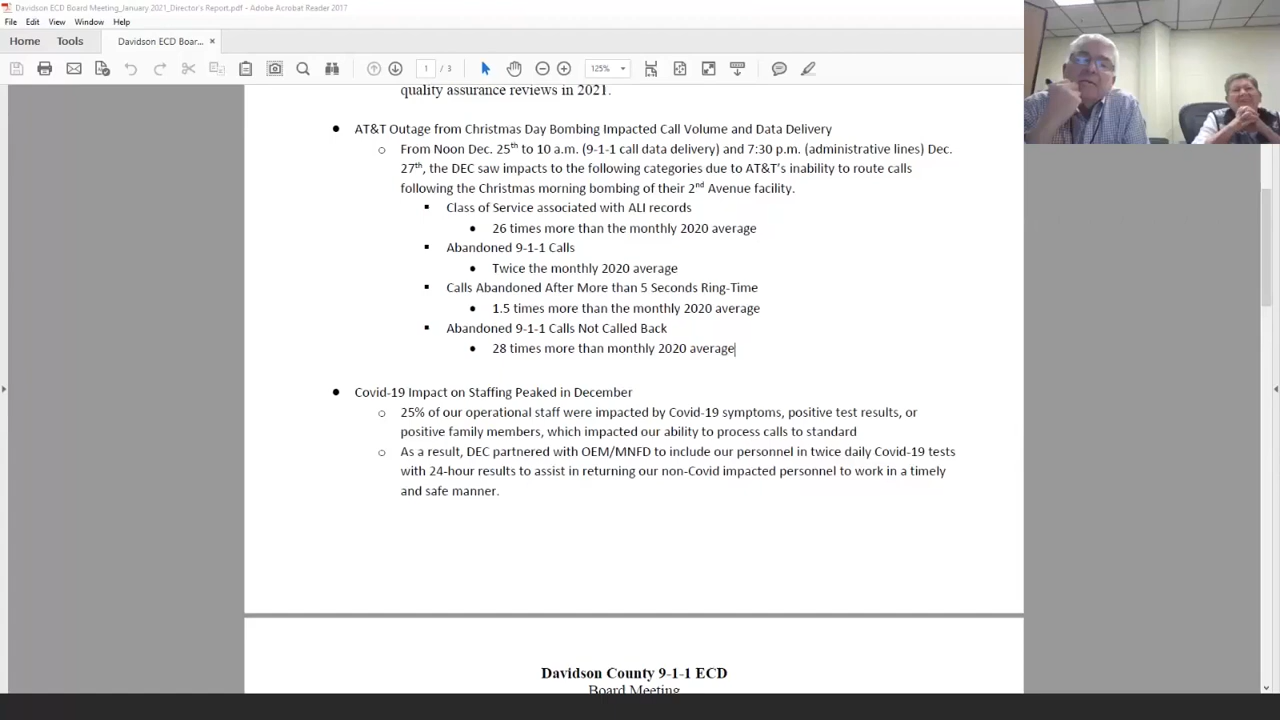 Davidson ECD Board Meeting_January 2021_Director's Report.pdf - Adobe Acrobat Reader 2017
File Edit View Window Help
Home Tools Davidson ECD Boar... ×
1 / 3 125%
quality assurance reviews in 2021.
● AT&T Outage from Christmas Day Bombing Impacted Call Volume and Data Delivery
○ From Noon Dec. 25th to 10 a.m. (9-1-1 call data delivery) and 7:30 p.m. (administrative lines) Dec.
27th, the DEC saw impacts to the following categories due to AT&T's inability to route calls
following the Christmas morning bombing of their 2nd Avenue facility.
▪ Class of Service associated with ALI records
• 26 times more than the monthly 2020 average
▪ Abandoned 9-1-1 Calls
• Twice the monthly 2020 average
▪ Calls Abandoned After More than 5 Seconds Ring-Time
• 1.5 times more than the monthly 2020 average
▪ Abandoned 9-1-1 Calls Not Called Back
• 28 times more than monthly 2020 average
● Covid-19 Impact on Staffing Peaked in December
○ 25% of our operational staff were impacted by Covid-19 symptoms, positive test results, or
positive family members, which impacted our ability to process calls to standard
○ As a result, DEC partnered with OEM/MNFD to include our personnel in twice daily Covid-19 tests
with 24-hour results to assist in returning our non-Covid impacted personnel to work in a timely
and safe manner.
Davidson County 9-1-1 ECD
Board Meeting